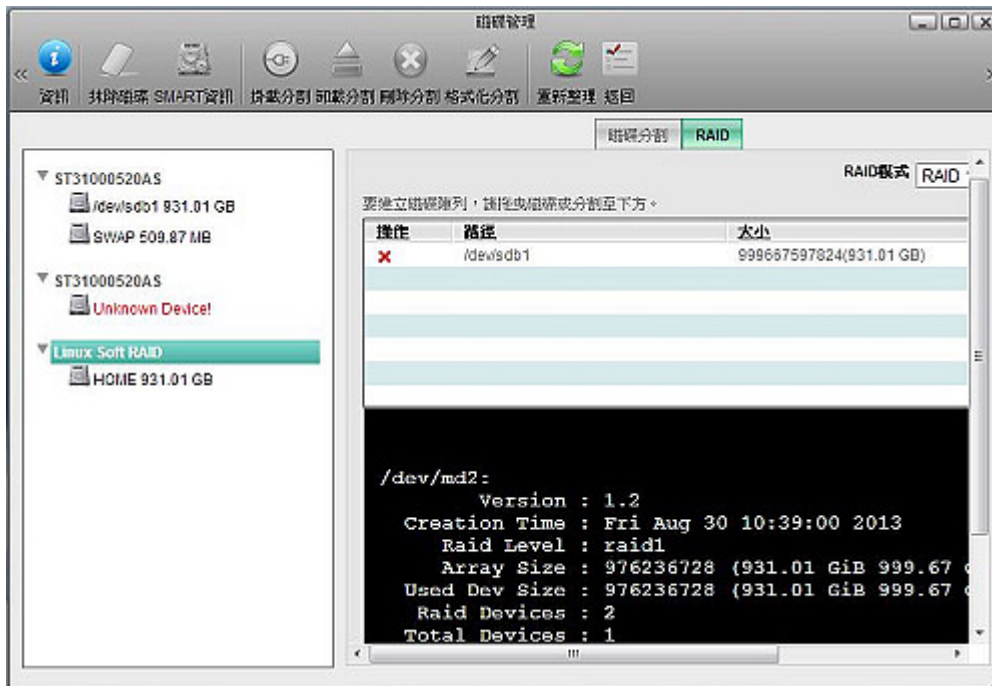 磁碟管理
«
資訊 抹除磁碟 SMART資訊 掛載分割 卸載分割 刪除分割 格式化分割 重新整理 返回
磁碟分割 RAID
ST31000520AS
/dev/sdb1 931.01 GB
SWAP 509.87 MB
ST31000520AS
Unknown Device!
Linux Soft RAID
HOME 931.01 GB
RAID模式 RAID
要建立磁碟陣列，請拖曳磁碟或分割至下方。
操作 路徑 大小
/dev/sdb1 999667597824(931.01 GB)
/dev/md2:
Version : 1.2
Creation Time : Fri Aug 30 10:39:00 2013
Raid Level : raid1
Array Size : 976236728 (931.01 GiB 999.67
Used Dev Size : 976236728 (931.01 GiB 999.67
Raid Devices : 2
Total Devices : 1